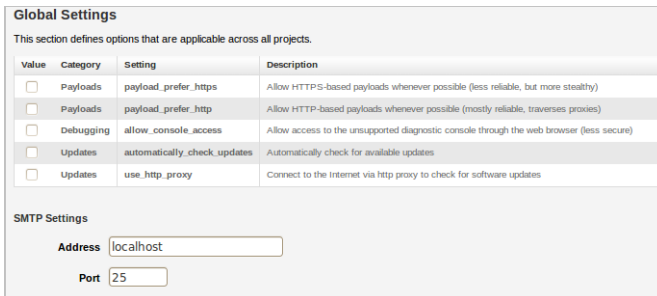 Global Settings
This section defines options that are applicable across all projects.
Value Category Setting Description
Payloads payload_prefer_https Allow HTTPS-based payloads whenever possible (less reliable, but more stealthy)
Payloads payload_prefer_http Allow HTTP-based payloads whenever possible (mostly reliable, traverses proxies)
Debugging allow_console_access Allow access to the unsupported diagnostic console through the web browser (less secure)
Updates automatically_check_updates Automatically check for available updates
Updates use_http_proxy Connect to the Internet via http proxy to check for software updates
SMTP Settings
Address localhost
Port 25